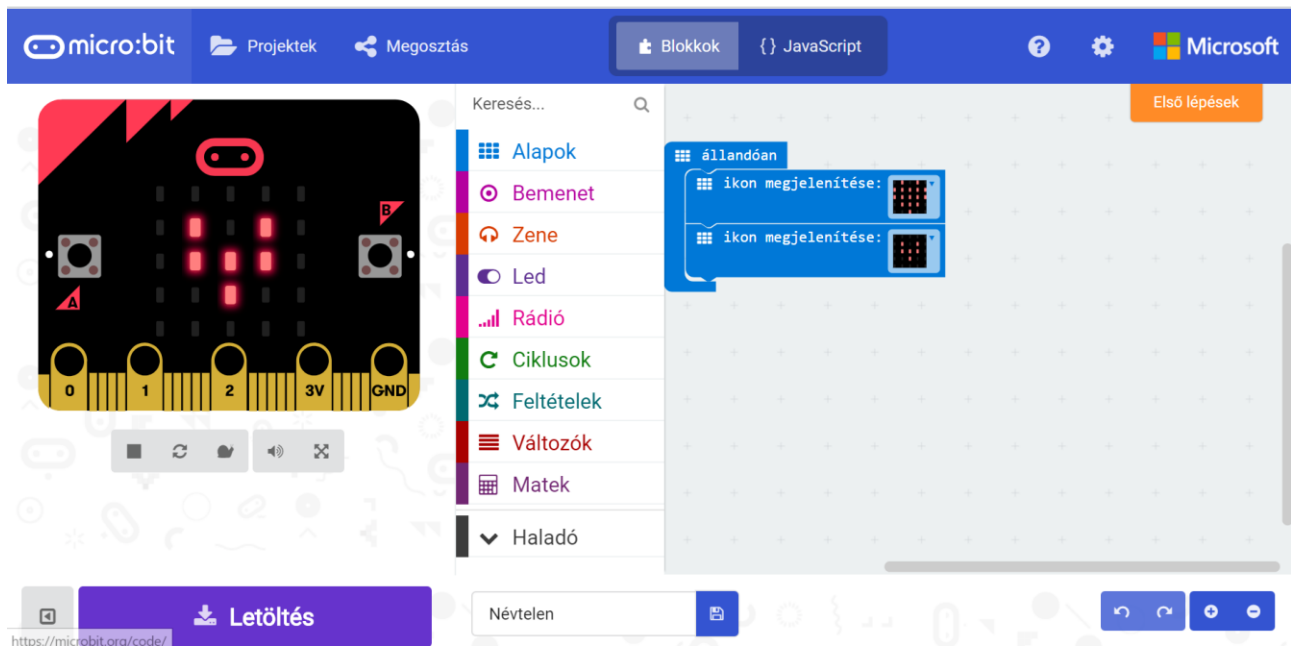 micro:bit Projektek Megosztás Blokkok {} JavaScript ? Microsoft
Keresés...
Első lépések
Alapok
Bemenet
Zene
Led
Rádió
Ciklusok
Feltételek
Változók
Matek
Haladó
B
A
0 1 2 3V GND
állandóan
ikon megjelenítése:
ikon megjelenítése:
Letöltés
Névtelen
https://microbit.org/code/